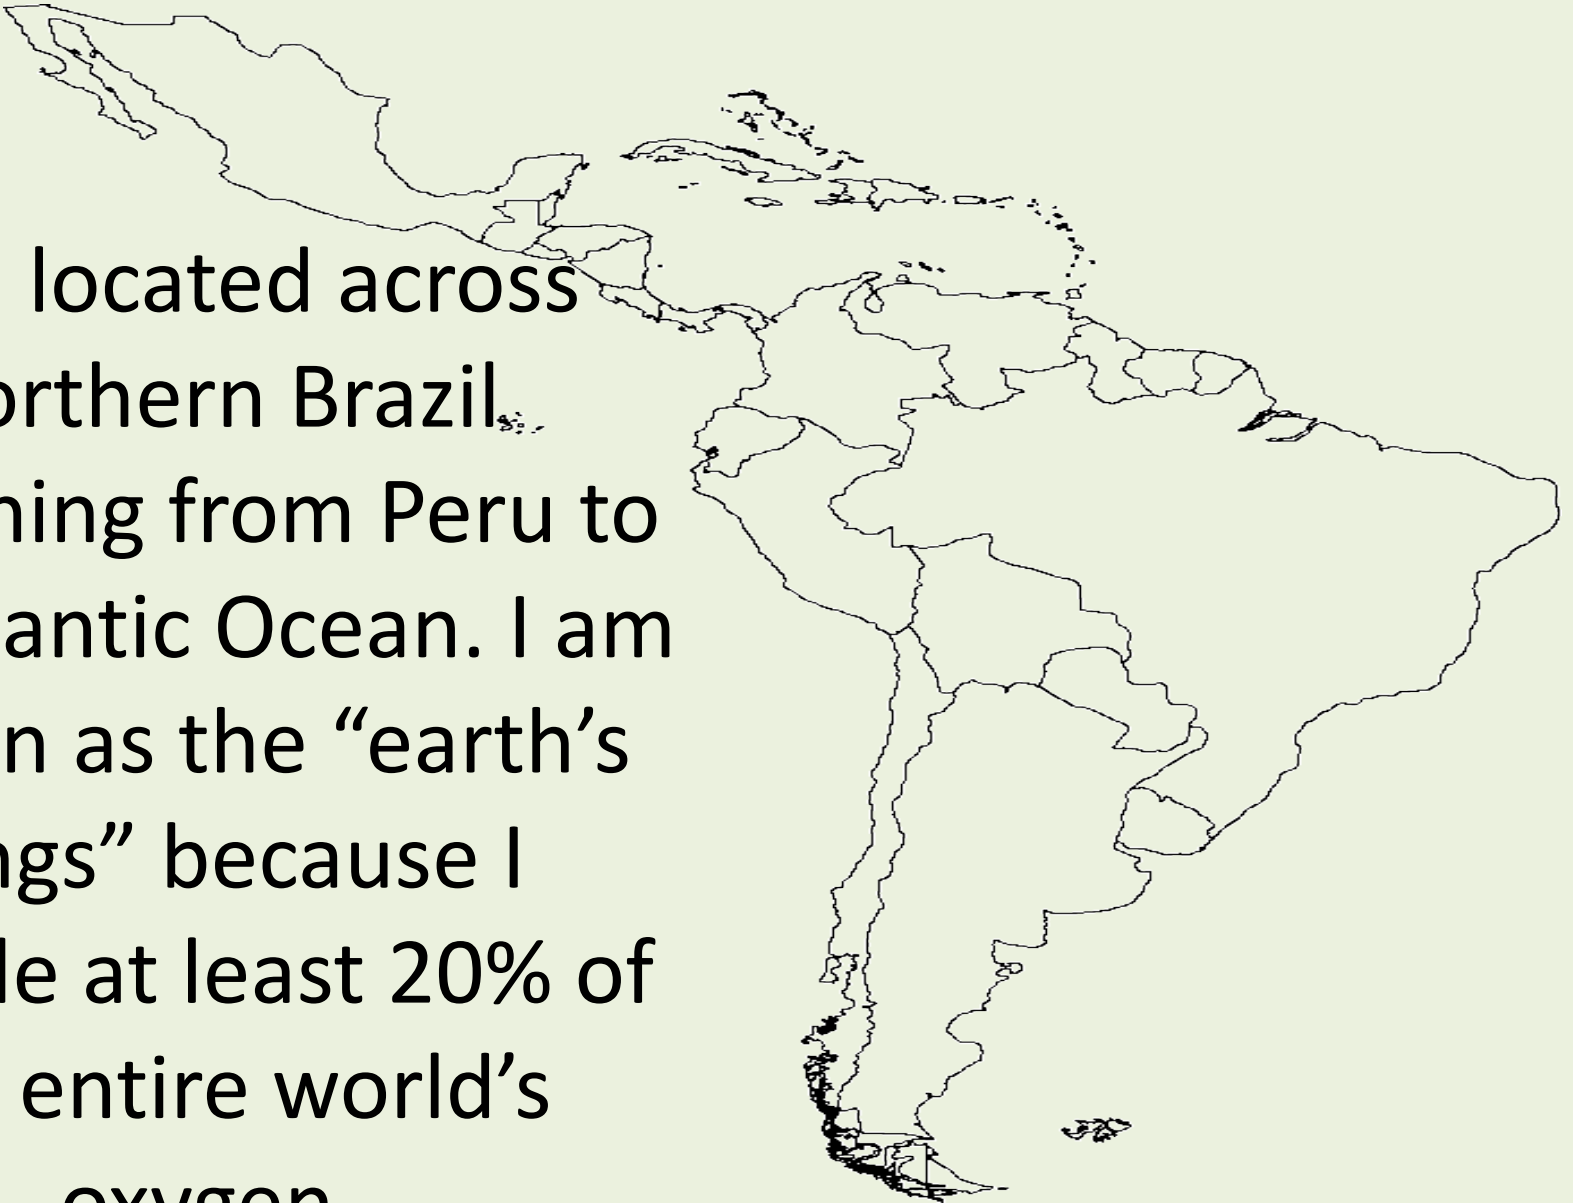 located across
orthern Brazil
ning from Peru to
antic Ocean. I am
n as the “earth’s
ngs” because I
le at least 20% of
entire world’s
oxygen